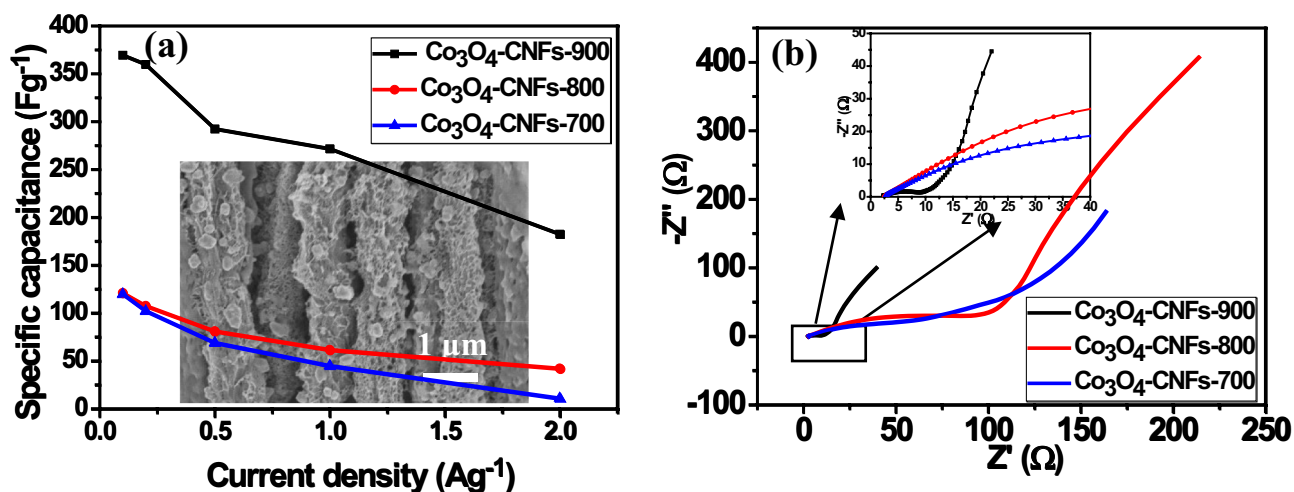 (a)
Co₃O₄-CNFs-900
Co₃O₄-CNFs-800
Co₃O₄-CNFs-700
Specific capacitance (Fg⁻¹)
400
350
300
250
200
150
100
50
0
1 μm
0.0 0.5 1.0 1.5 2.0
Current density (Ag⁻¹)
(b)
-Z'' (Ω)
400
300
200
100
0
-100
-Z'' (Ω)
50
40
30
20
10
0
0 5 10 15 20 25 30 35 40
Z' (Ω)
Co₃O₄-CNFs-900
Co₃O₄-CNFs-800
Co₃O₄-CNFs-700
0 50 100 150 200 250
Z' (Ω)